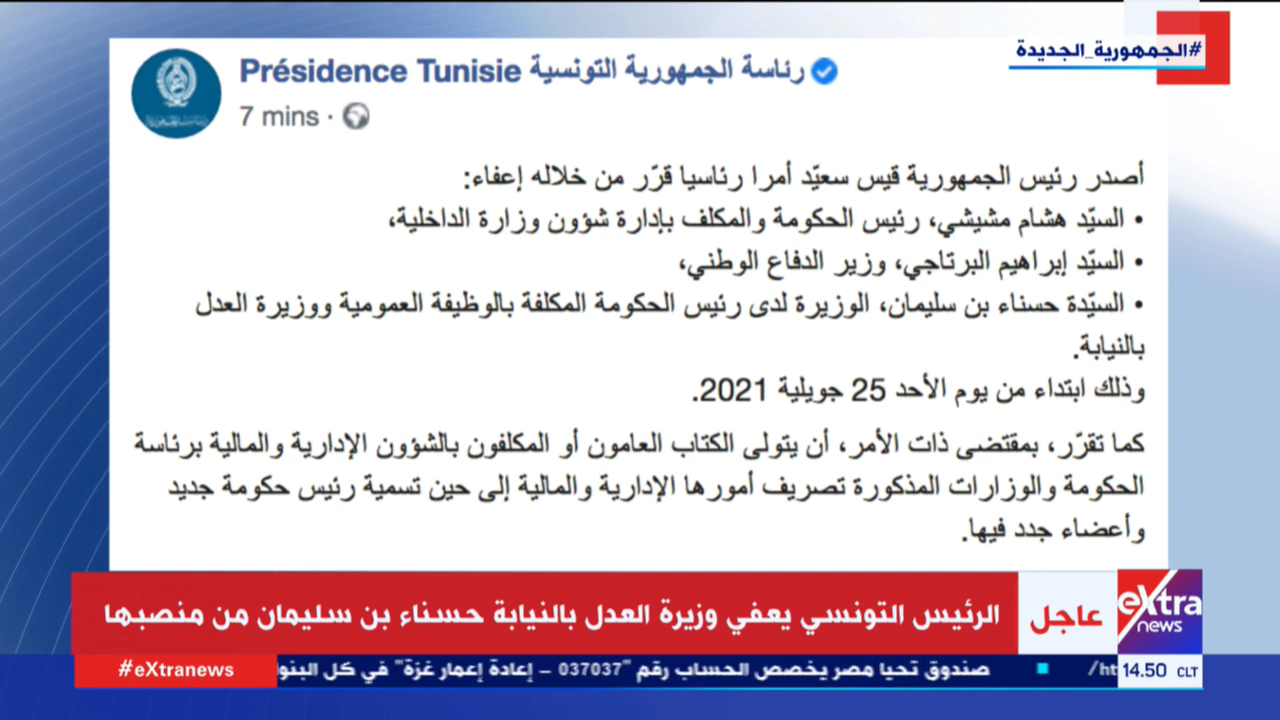 #الجمهورية_الجديدة
Présidence Tunisie رئاسة الجمهورية التونسية
7 mins ·
أصدر رئيس الجمهورية قيس سعيّد أمرا رئاسيا قرّر من خلاله إعفاء:
• السيّد هشام مشيشي، رئيس الحكومة والمكلف بإدارة شؤون وزارة الداخلية،
• السيّد إبراهيم البرتاجي، وزير الدفاع الوطني،
• السيّدة حسناء بن سليمان، الوزيرة لدى رئيس الحكومة المكلفة بالوظيفة العمومية ووزيرة العدل
بالنيابة.
وذلك ابتداء من يوم الأحد 25 جويلية 2021.
كما تقرّر، بمقتضى ذات الأمر، أن يتولى الكتاب العامون أو المكلفون بالشؤون الإدارية والمالية برئاسة
الحكومة والوزارات المذكورة تصريف أمورها الإدارية والمالية إلى حين تسمية رئيس حكومة جديد
وأعضاء جدد فيها.
عاجل
الرئيس التونسي يعفي وزيرة العدل بالنيابة حسناء بن سليمان من منصبها
eXtra
news
#eXtranews
صندوق تحيا مصر يخصص الحساب رقم "037037 – إعادة إعمار غزة" في كل البنو
/ht
14.50 CLT